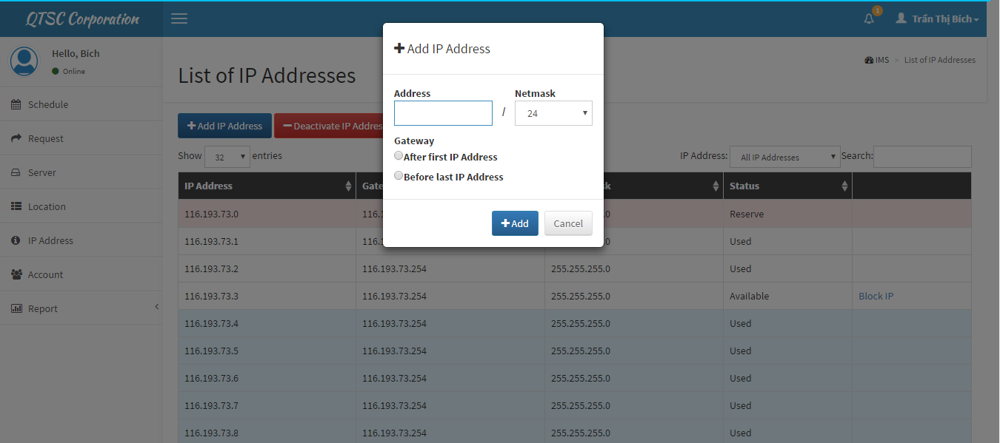 QTSC Corporation
1
Trần Thị Bích
Hello, Bich
Online
Schedule
Request
Server
Location
IP Address
Account
Report
List of IP Addresses
IMS > List of IP Addresses
Add IP Address
Deactivate IP Addres
Show 32 entries
IP Address: All IP Addresses Search:
IP Address Gate k Status
116.193.73.0 116.1 .0 Reserve
116.193.73.1 116. .0 Used
116.193.73.2 116.193.73.254 255.255.255.0 Used
116.193.73.3 116.193.73.254 255.255.255.0 Available Block IP
116.193.73.4 116.193.73.254 255.255.255.0 Used
116.193.73.5 116.193.73.254 255.255.255.0 Used
116.193.73.6 116.193.73.254 255.255.255.0 Used
116.193.73.7 116.193.73.254 255.255.255.0 Used
116.193.73.8 116.193.73.254 255.255.255.0 Used
Add IP Address
Address Netmask
/ 24
Gateway
After first IP Address
Before last IP Address
Add Cancel